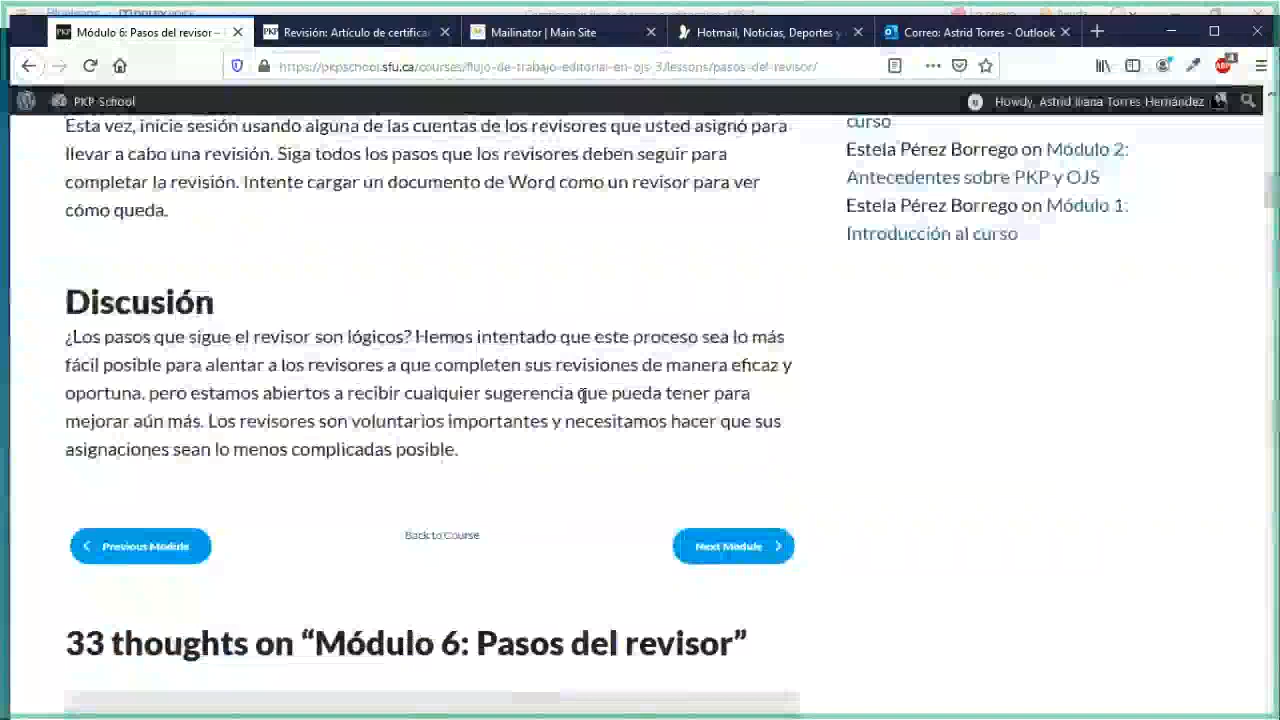 Módulo 6: Pasos del revisor –
Revisión: Artículo de certifica
Mailinator | Main Site
Hotmail, Noticias, Deportes y
Correo: Astrid Torres - Outlook
https://pkpschool.sfu.ca/courses/flujo-de-trabajo-editorial-en-ojs-3/lessons/pasos-del-revisor/
PKP School
Howdy, Astrid Iliana Torres Hernández
Esta vez, inicie sesión usando alguna de las cuentas de los revisores que usted asignó para
llevar a cabo una revisión. Siga todos los pasos que los revisores deben seguir para
completar la revisión. Intente cargar un documento de Word como un revisor para ver
cómo queda.
curso
Estela Pérez Borrego on Módulo 2:
Antecedentes sobre PKP y OJS
Estela Pérez Borrego on Módulo 1:
Introducción al curso
Discusión
¿Los pasos que sigue el revisor son lógicos? Hemos intentado que este proceso sea lo más
fácil posible para alentar a los revisores a que completen sus revisiones de manera eficaz y
oportuna, pero estamos abiertos a recibir cualquier sugerencia que pueda tener para
mejorar aún más. Los revisores son voluntarios importantes y necesitamos hacer que sus
asignaciones sean lo menos complicadas posible.
Previous Module
Back to Course
Next Module
33 thoughts on “Módulo 6: Pasos del revisor”